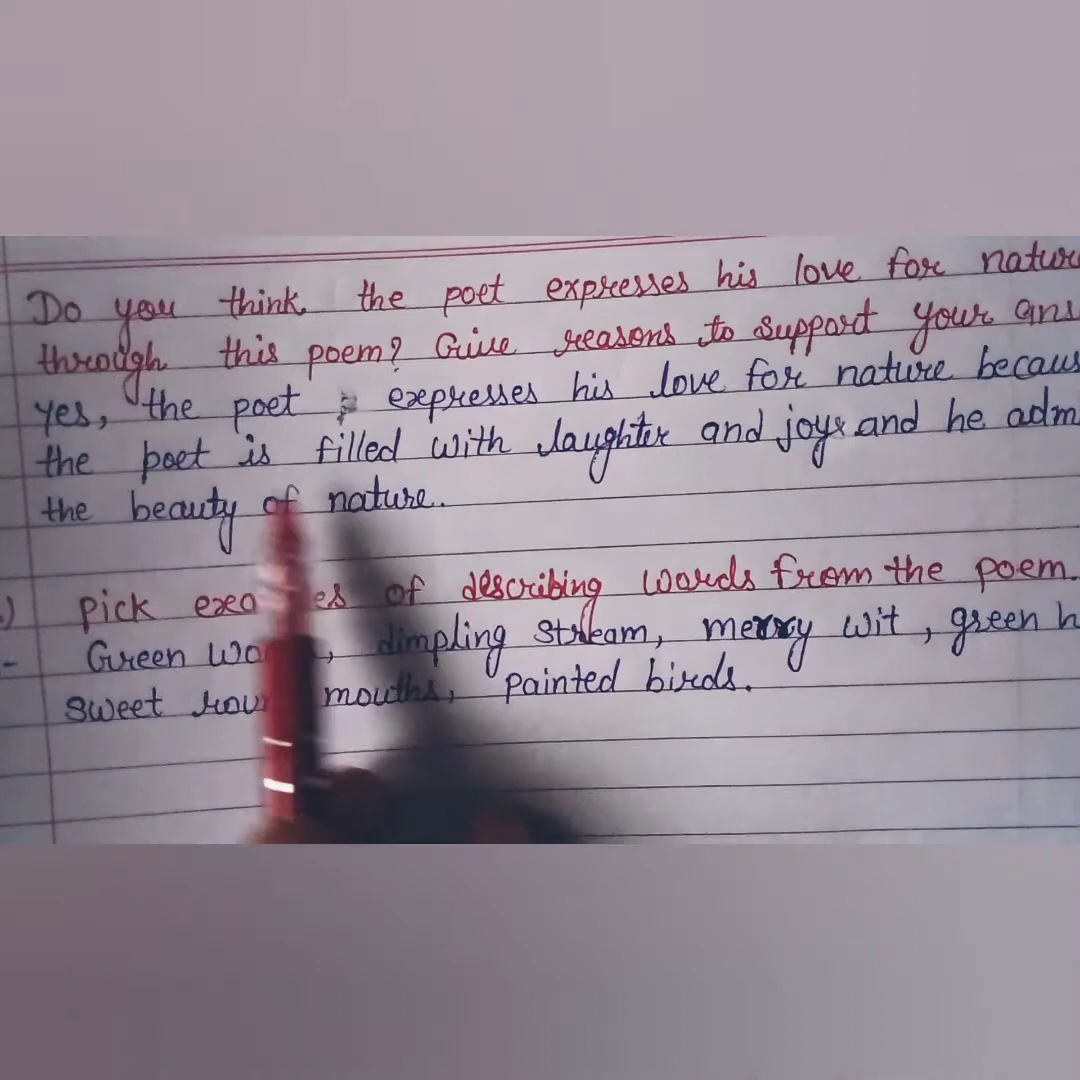 Do you think the poet expresses his love for natur
through this poem? Give reasons to support your ans
yes, the poet expresses his love for nature becaus
the poet is filled with laughter and joys and he adm
the beauty of nature.
) Pick of describing words from the poem.
- Green , dimpling stream, merry wit, green h
sweet mouths, painted birds.